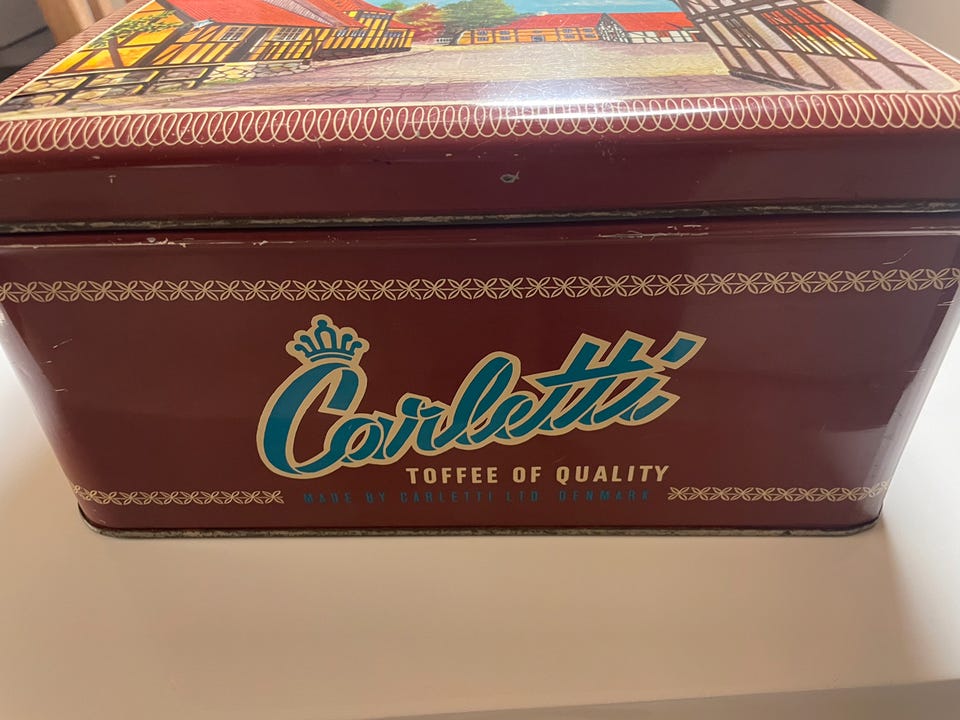 Carletti
TOFFEE OF QUALITY
MADE BY CARLETTI LTD. DENMARK